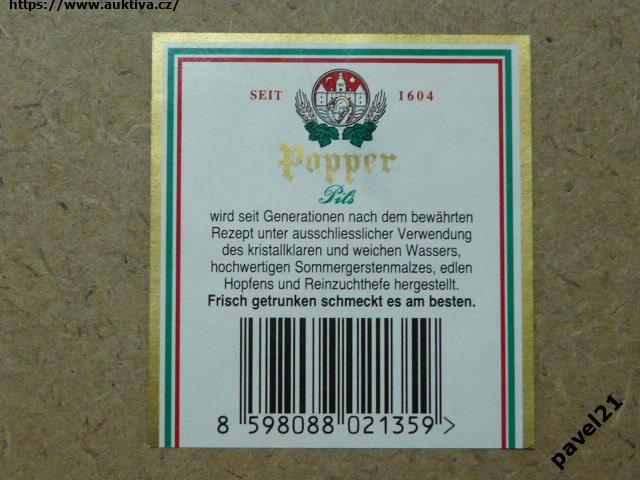 https://www.auktiva.cz/
SEIT 1604
Popper
Pils
wird seit Generationen nach dem bewährten
Rezept unter ausschliesslicher Verwendung
des kristallklaren und weichen Wassers,
hochwertigen Sommergerstenmalzes, edlen
Hopfens und Reinzuchthefe hergestellt.
Frisch getrunken schmeckt es am besten.
8 598088 021359 >
pavel21